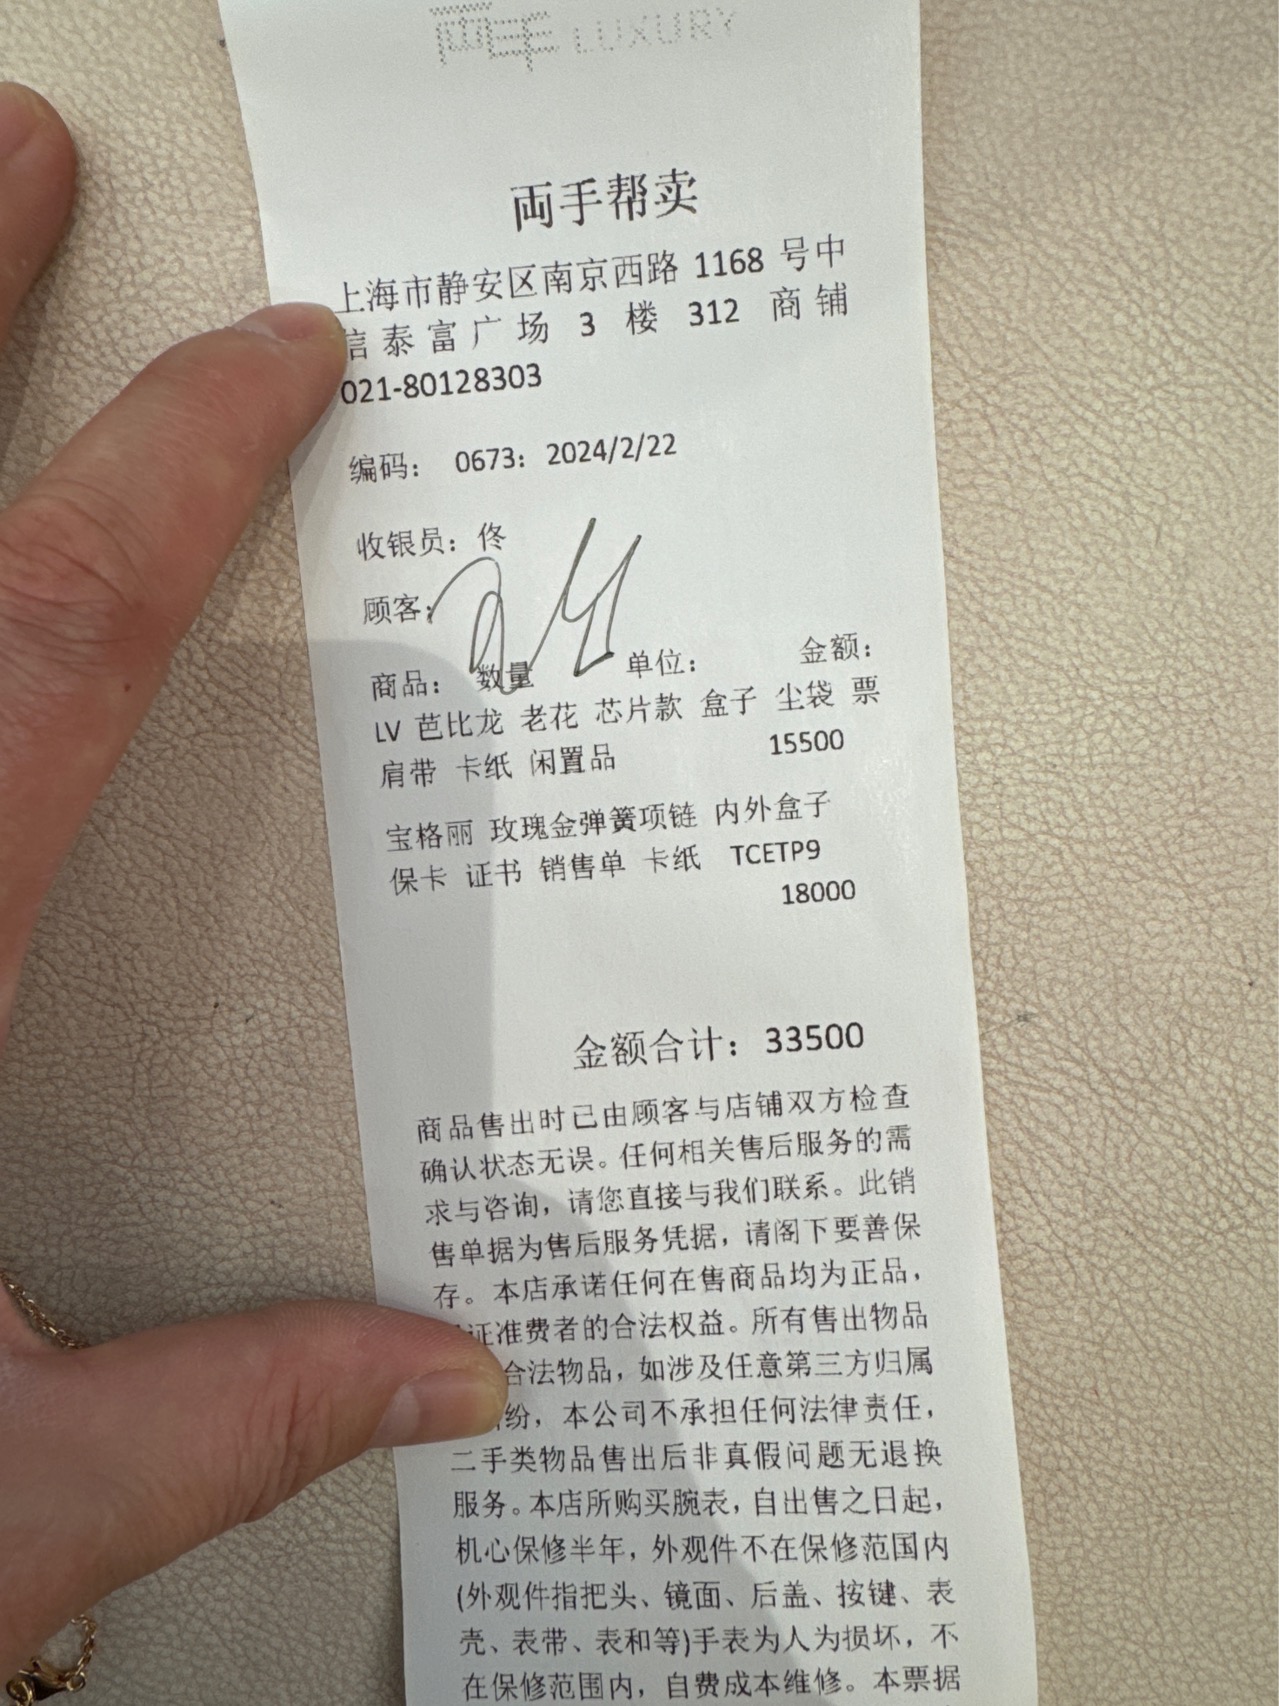 両手 LUXURY
両手帮卖
上海市静安区南京西路 1168 号中
信泰富广场 3 楼 312 商铺
021-80128303
编码： 0673：2024/2/22
收银员：佟
顾客：
商品： 数量 单位： 金额：
LV 芭比龙 老花 芯片款 盒子 尘袋 票
肩带 卡纸 闲置品 15500
宝格丽 玫瑰金弹簧项链 内外盒子
保卡 证书 销售单 卡纸 TCETP9
18000
金额合计：33500
商品售出时已由顾客与店铺双方检查
确认状态无误。任何相关售后服务的需
求与咨询，请您直接与我们联系。此销
售单据为售后服务凭据，请阁下要善保
存。本店承诺任何在售商品均为正品，
证准费者的合法权益。所有售出物品
合法物品，如涉及任意第三方归属
纷，本公司不承担任何法律责任，
二手类物品售出后非真假问题无退换
服务。本店所购买腕表，自出售之日起，
机心保修半年，外观件不在保修范围内
(外观件指把头、镜面、后盖、按键、表
壳、表带、表和等)手表为人为损坏，不
在保修范围内，自费成本维修。本票据